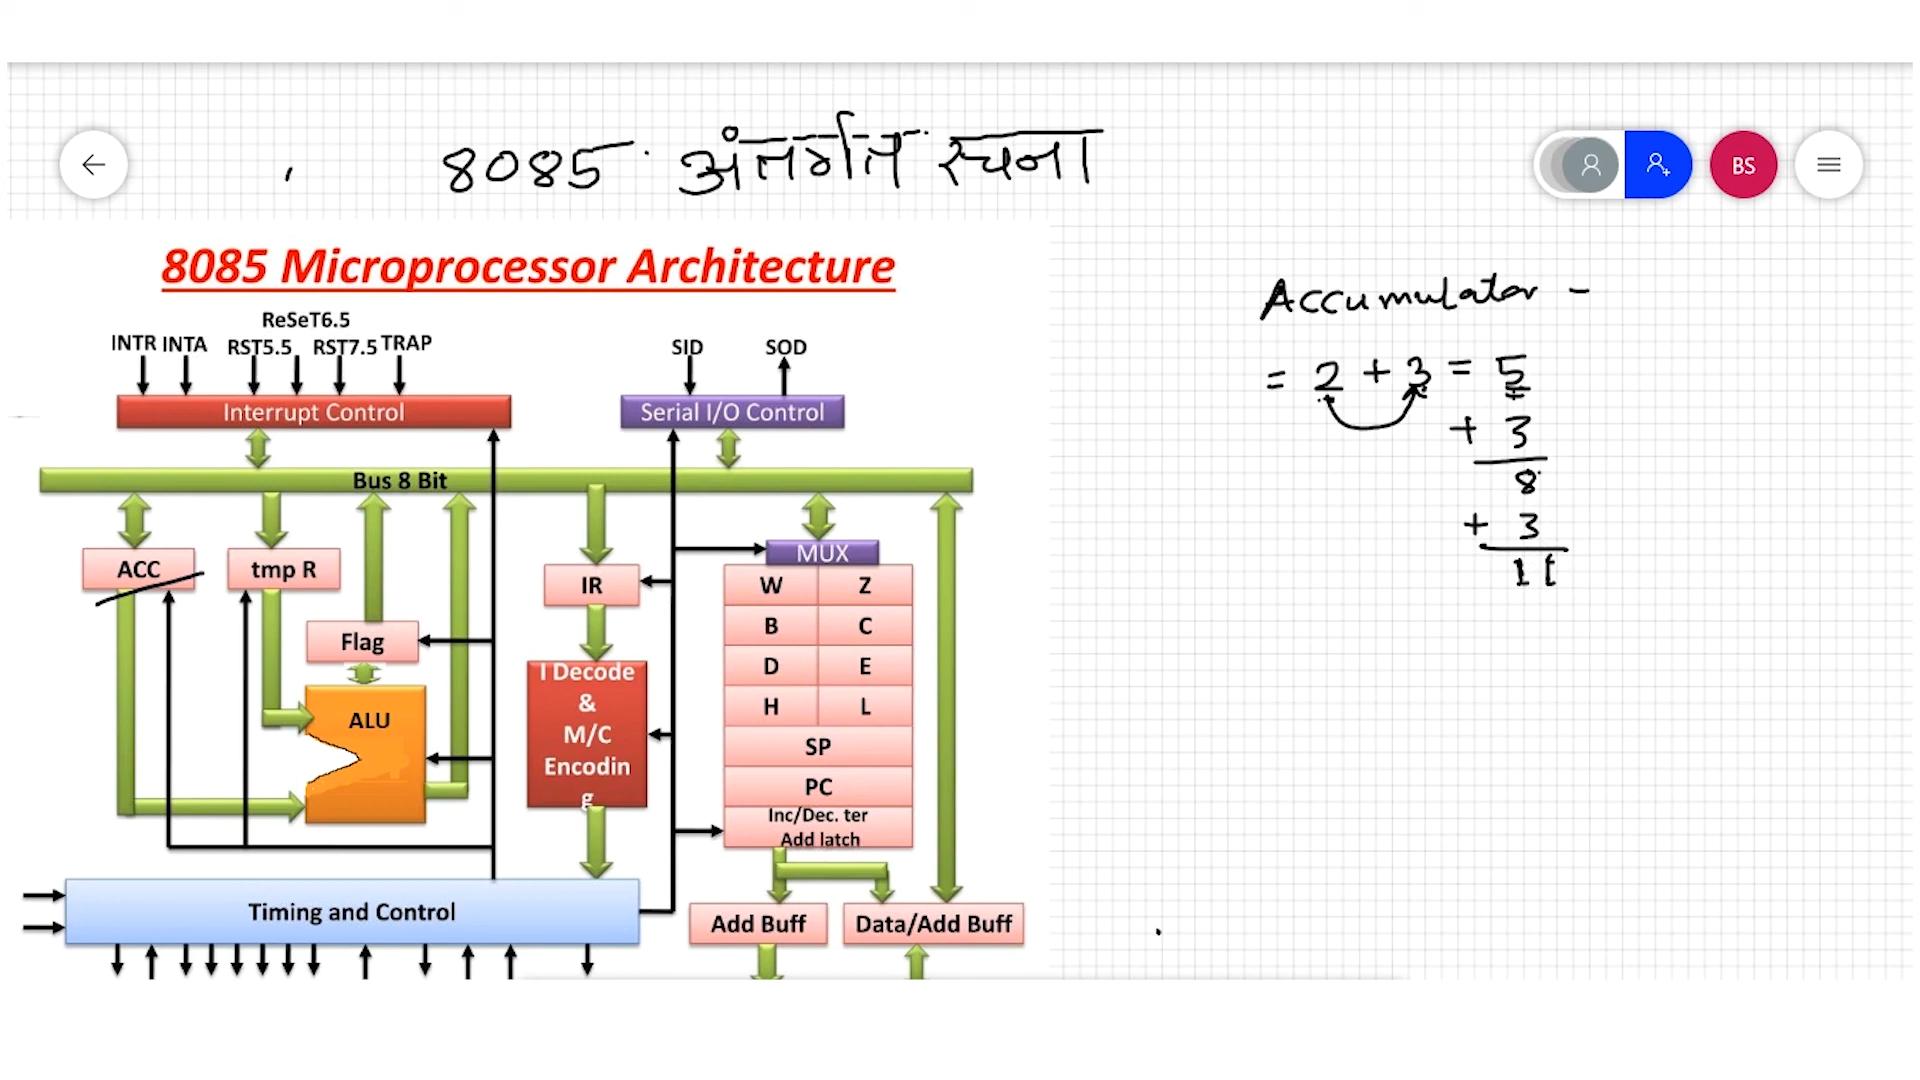 8085 अंतर्गत रचना
BS
8085 Microprocessor Architecture
ReSeT6.5
INTR INTA RST5.5 RST7.5 TRAP
SID SOD
Interrupt Control
Serial I/O Control
Bus 8 Bit
ACC
tmp R
Flag
ALU
IR
I Decode
&
M/C
Encodin
g
MUX
W Z
B C
D E
H L
SP
PC
Inc/Dec. ter
Add latch
Timing and Control
Add Buff
Data/Add Buff
Accumulator -
= 2 + 3 = 5
+ 3
8
+ 3
11